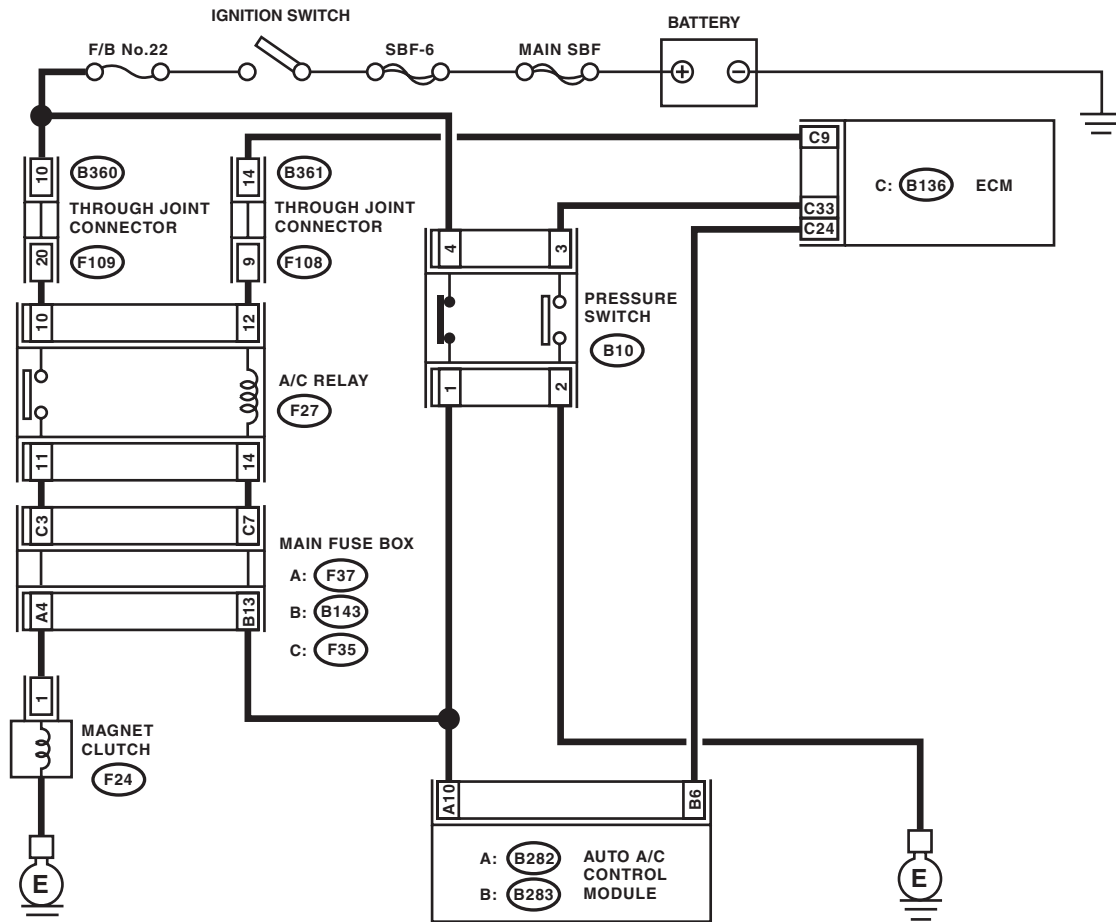 IGNITION SWITCH
BATTERY
F/B No.22
SBF-6
MAIN SBF
+
−
C9
10
B360
14
B361
C: B136 ECM
THROUGH JOINT
CONNECTOR
THROUGH JOINT
CONNECTOR
C33
C24
20
F109
9
F108
4
3
PRESSURE
SWITCH
B10
10
12
A/C RELAY
F27
1
2
11
14
C3
C7
MAIN FUSE BOX
A: F37
B: B143
C: F35
A4
B13
1
MAGNET
CLUTCH
F24
A10
B6
A: B282
B: B283
AUTO A/C
CONTROL
MODULE
E
E